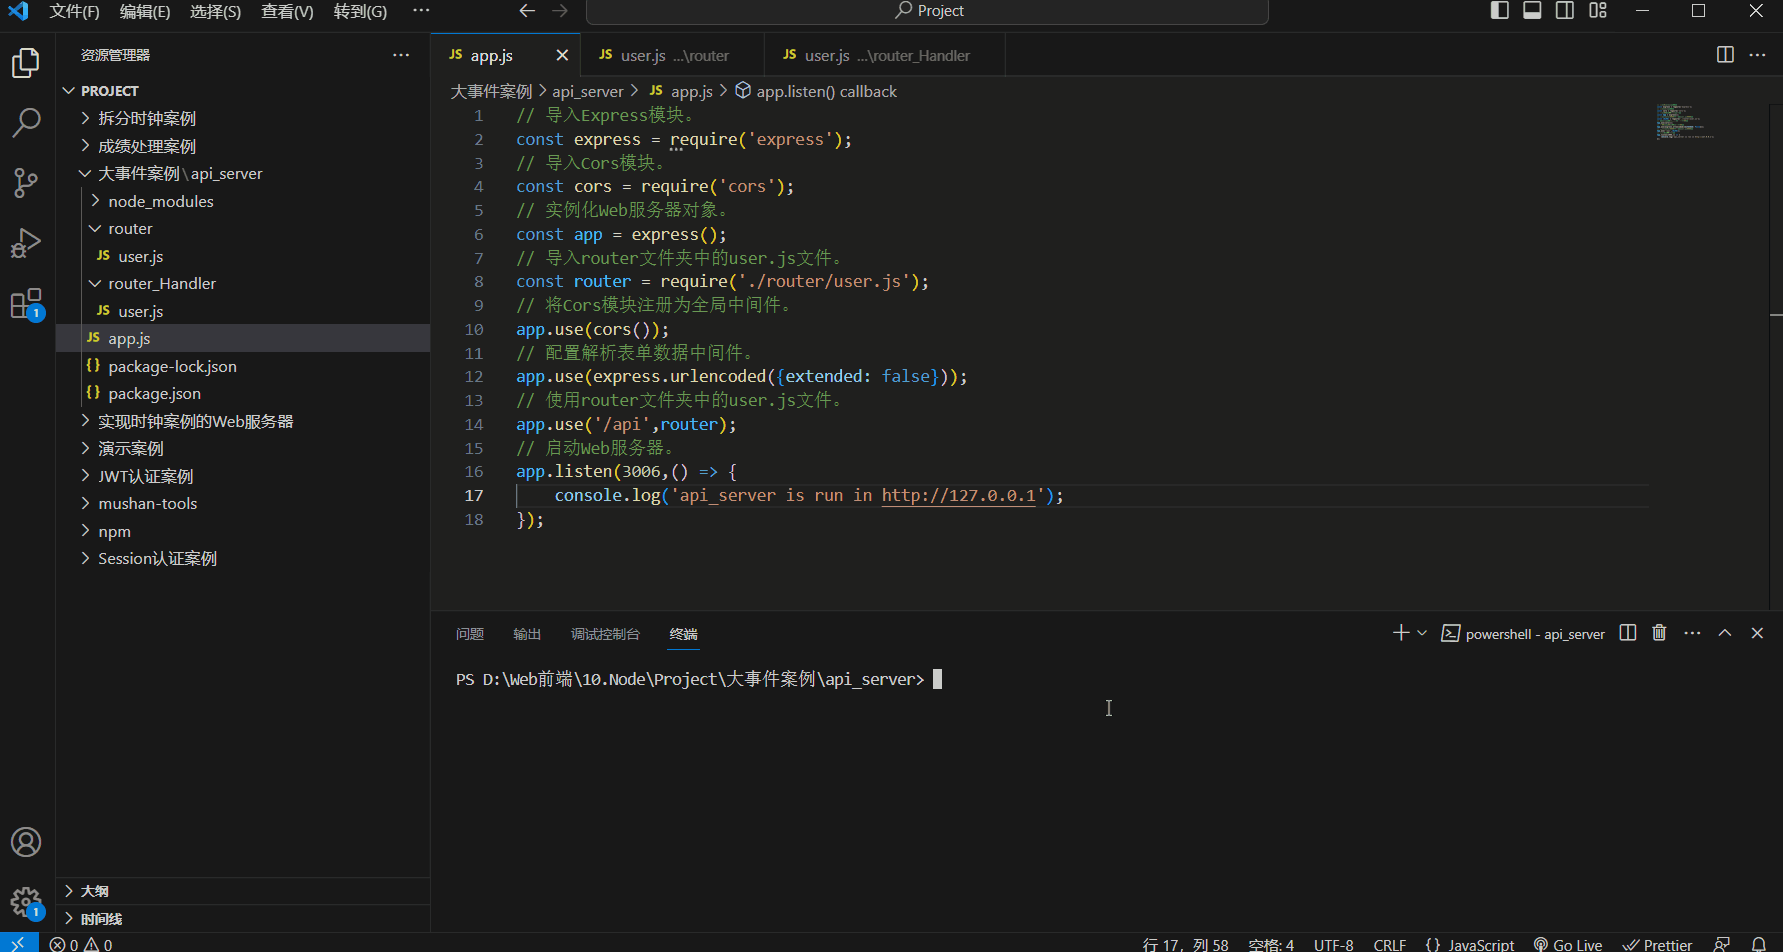 文件(F) 编辑(E) 选择(S) 查看(V) 转到(G) ··· Project
资源管理器 ···
PROJECT
拆分时钟案例
成绩处理案例
大事件案例\api_server
node_modules
router
JS user.js
router_Handler
JS user.js
JS app.js
{} package-lock.json
{} package.json
实现时钟案例的Web服务器
演示案例
JWT认证案例
mushan-tools
npm
Session认证案例
大纲
时间线
1
1
JS app.js JS user.js ...\router JS user.js ...\router_Handler
大事件案例 > api_server > JS app.js > app.listen() callback
1 // 导入Express模块。
2 const express = require('express');
3 // 导入Cors模块。
4 const cors = require('cors');
5 // 实例化Web服务器对象。
6 const app = express();
7 // 导入router文件夹中的user.js文件。
8 const router = require('./router/user.js');
9 // 将Cors模块注册为全局中间件。
10 app.use(cors());
11 // 配置解析表单数据中间件。
12 app.use(express.urlencoded({extended: false}));
13 // 使用router文件夹中的user.js文件。
14 app.use('/api',router);
15 // 启动Web服务器。
16 app.listen(3006,() => {
17 console.log('api_server is run in http://127.0.0.1');
18 });
问题 输出 调试控制台 终端 powershell - api_server
PS D:\Web前端\10.Node\Project\大事件案例\api_server>
0 0 行 17, 列 58 空格: 4 UTF-8 CRLF {} JavaScript Go Live Prettier